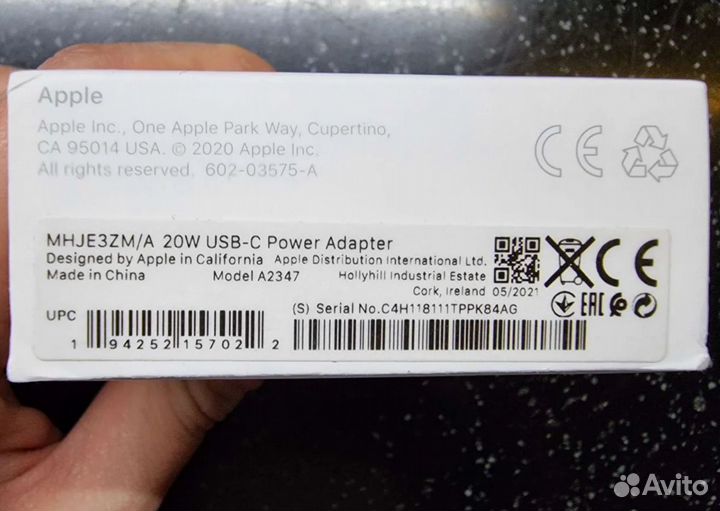 Apple
Apple Inc., One Apple Park Way, Cupertino,
CA 95014 USA. © 2020 Apple Inc.
All rights reserved. 602-03575-A
CE
MHJE3ZM/A 20W USB-C Power Adapter
Designed by Apple in California Apple Distribution International Ltd.
Made in China Model A2347 Hollyhill Industrial Estate
Cork, Ireland 05/2021
CE
EAC
(S) Serial No.C4H118111TPPK84AG
UPC
1 94252 15702 2
Avito